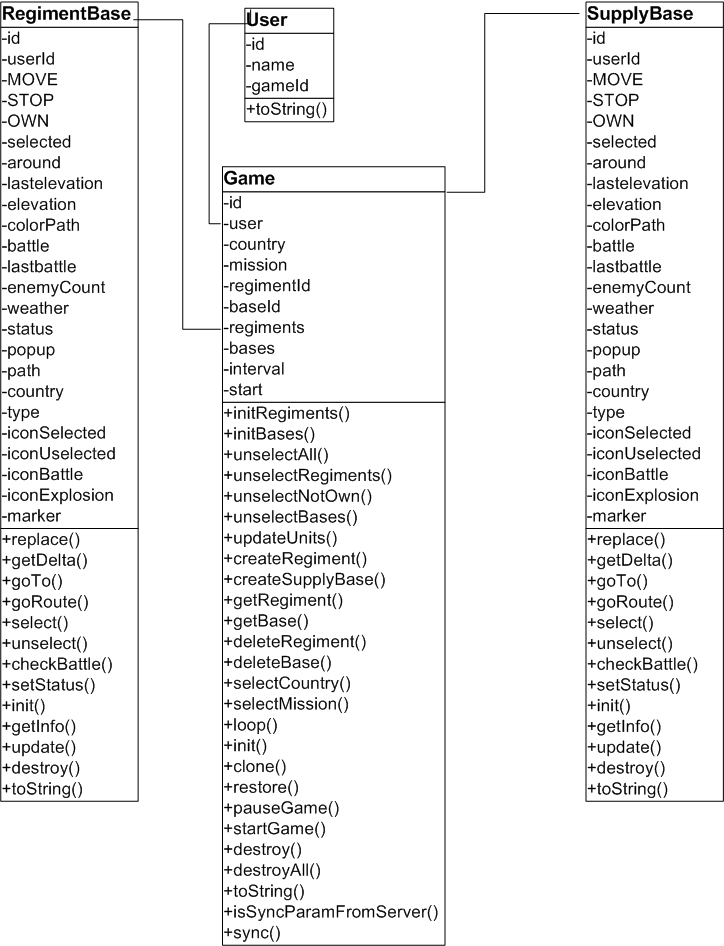 RegimentBase
-id
-userId
-MOVE
-STOP
-OWN
-selected
-around
-lastelevation
-elevation
-colorPath
-battle
-lastbattle
-enemyCount
-weather
-status
-popup
-path
-country
-type
-iconSelected
-iconUselected
-iconBattle
-iconExplosion
-marker
+replace()
+getDelta()
+goTo()
+goRoute()
+select()
+unselect()
+checkBattle()
+setStatus()
+init()
+getInfo()
+update()
+destroy()
+toString()
User
-id
-name
-gameId
+toString()
Game
-id
-user
-country
-mission
-regimentId
-baseId
-regiments
-bases
-interval
-start
+initRegiments()
+initBases()
+unselectAll()
+unselectRegiments()
+unselectNotOwn()
+unselectBases()
+updateUnits()
+createRegiment()
+createSupplyBase()
+getRegiment()
+getBase()
+deleteRegiment()
+deleteBase()
+selectCountry()
+selectMission()
+loop()
+init()
+clone()
+restore()
+pauseGame()
+startGame()
+destroy()
+destroyAll()
+toString()
+isSyncParamFromServer()
+sync()
SupplyBase
-id
-userId
-MOVE
-STOP
-OWN
-selected
-around
-lastelevation
-elevation
-colorPath
-battle
-lastbattle
-enemyCount
-weather
-status
-popup
-path
-country
-type
-iconSelected
-iconUselected
-iconBattle
-iconExplosion
-marker
+replace()
+getDelta()
+goTo()
+goRoute()
+select()
+unselect()
+checkBattle()
+setStatus()
+init()
+getInfo()
+update()
+destroy()
+toString()